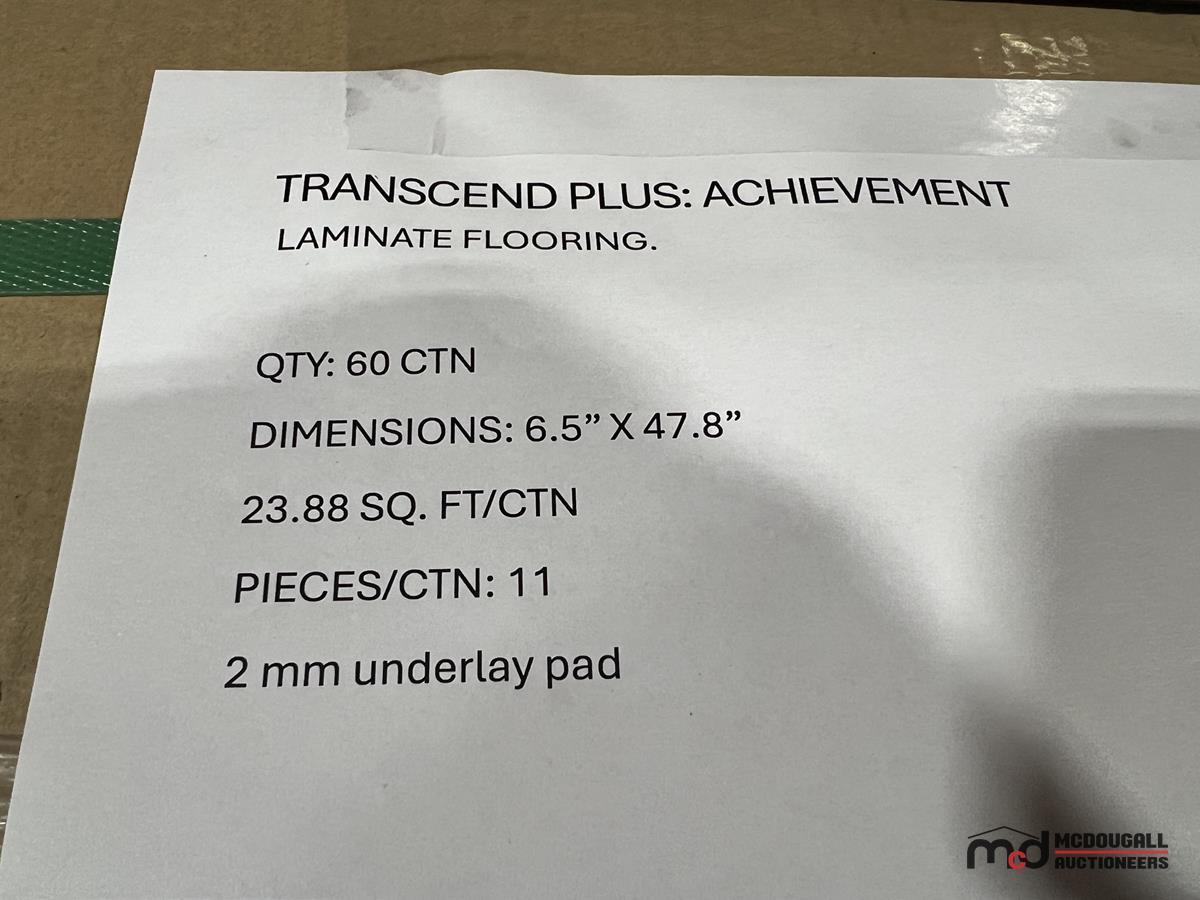 TRANSCEND PLUS: ACHIEVEMENT
LAMINATE FLOORING.
QTY: 60 CTN
DIMENSIONS: 6.5” X 47.8”
23.88 SQ. FT/CTN
PIECES/CTN: 11
2 mm underlay pad
mcd MCDOUGALL
AUCTIONEERS